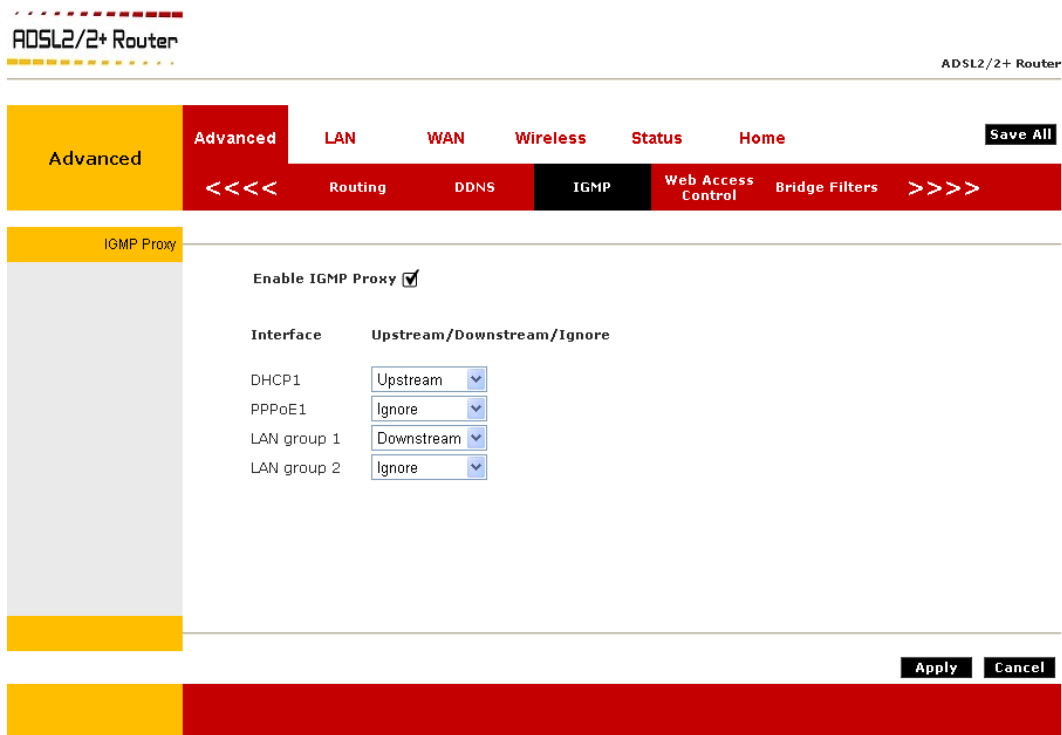 ADSL2/2+ Router
ADSL2/2+ Router
Advanced
Advanced LAN WAN Wireless Status Home Save All
<<<< Routing DDNS IGMP Web Access Control Bridge Filters >>>>
IGMP Proxy
Enable IGMP Proxy
Interface Upstream/Downstream/Ignore
DHCP1 Upstream
PPPoE1 Ignore
LAN group 1 Downstream
LAN group 2 Ignore
Apply Cancel